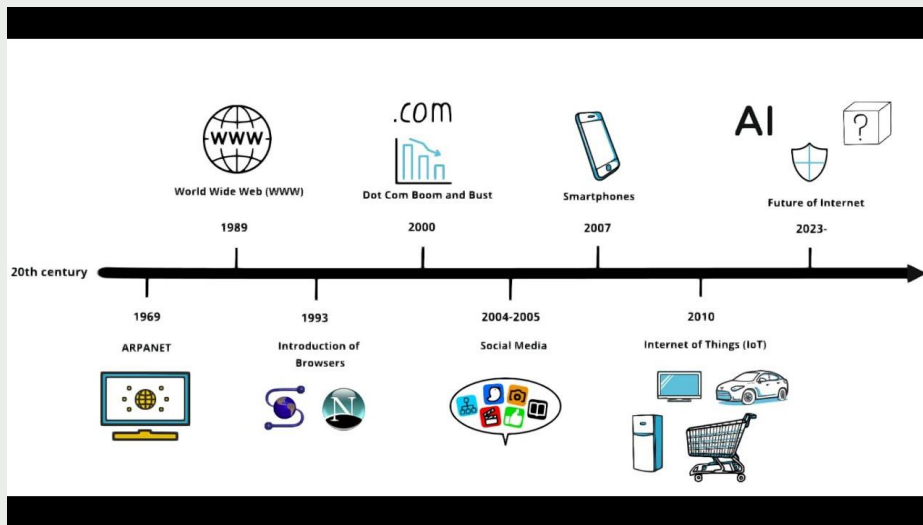 WWW
World Wide Web (WWW)
1989
.com
Dot Com Boom and Bust
2000
Smartphones
2007
AI
?
Future of Internet
2023-
20th century
1969
ARPANET
1993
Introduction of
Browsers
N
2004-2005
Social Media
2010
Internet of Things (IoT)